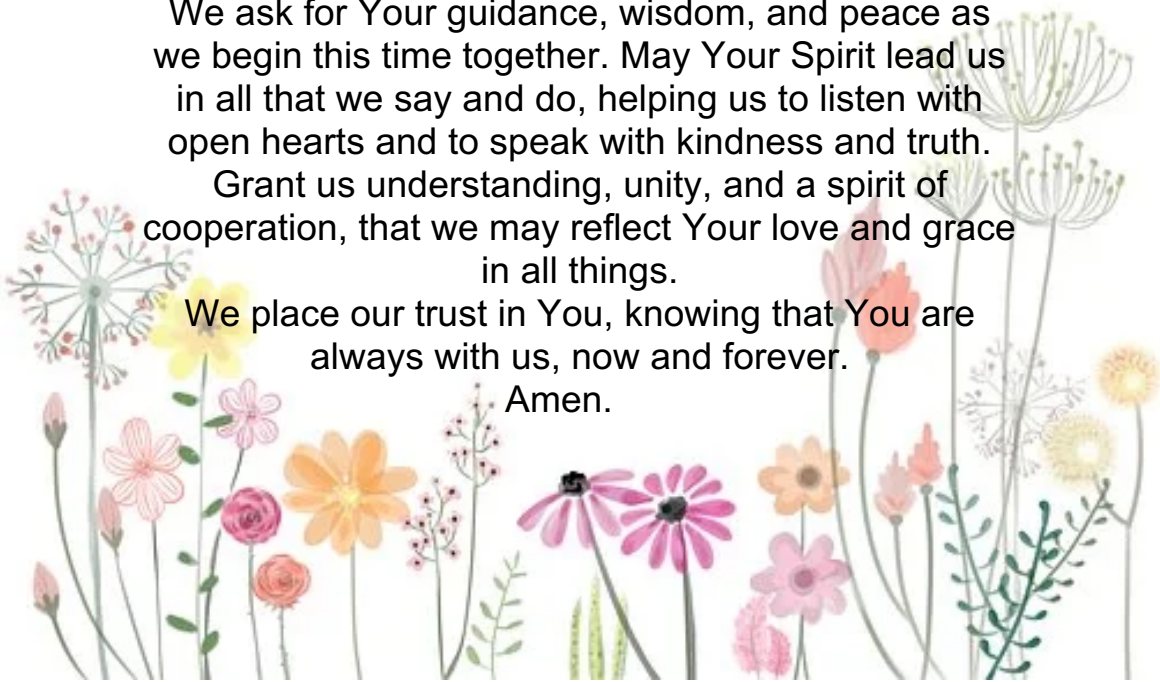 We ask for Your guidance, wisdom, and peace as
we begin this time together. May Your Spirit lead us
in all that we say and do, helping us to listen with
open hearts and to speak with kindness and truth.
Grant us understanding, unity, and a spirit of
cooperation, that we may reflect Your love and grace
in all things.
We place our trust in You, knowing that You are
always with us, now and forever.
Amen.